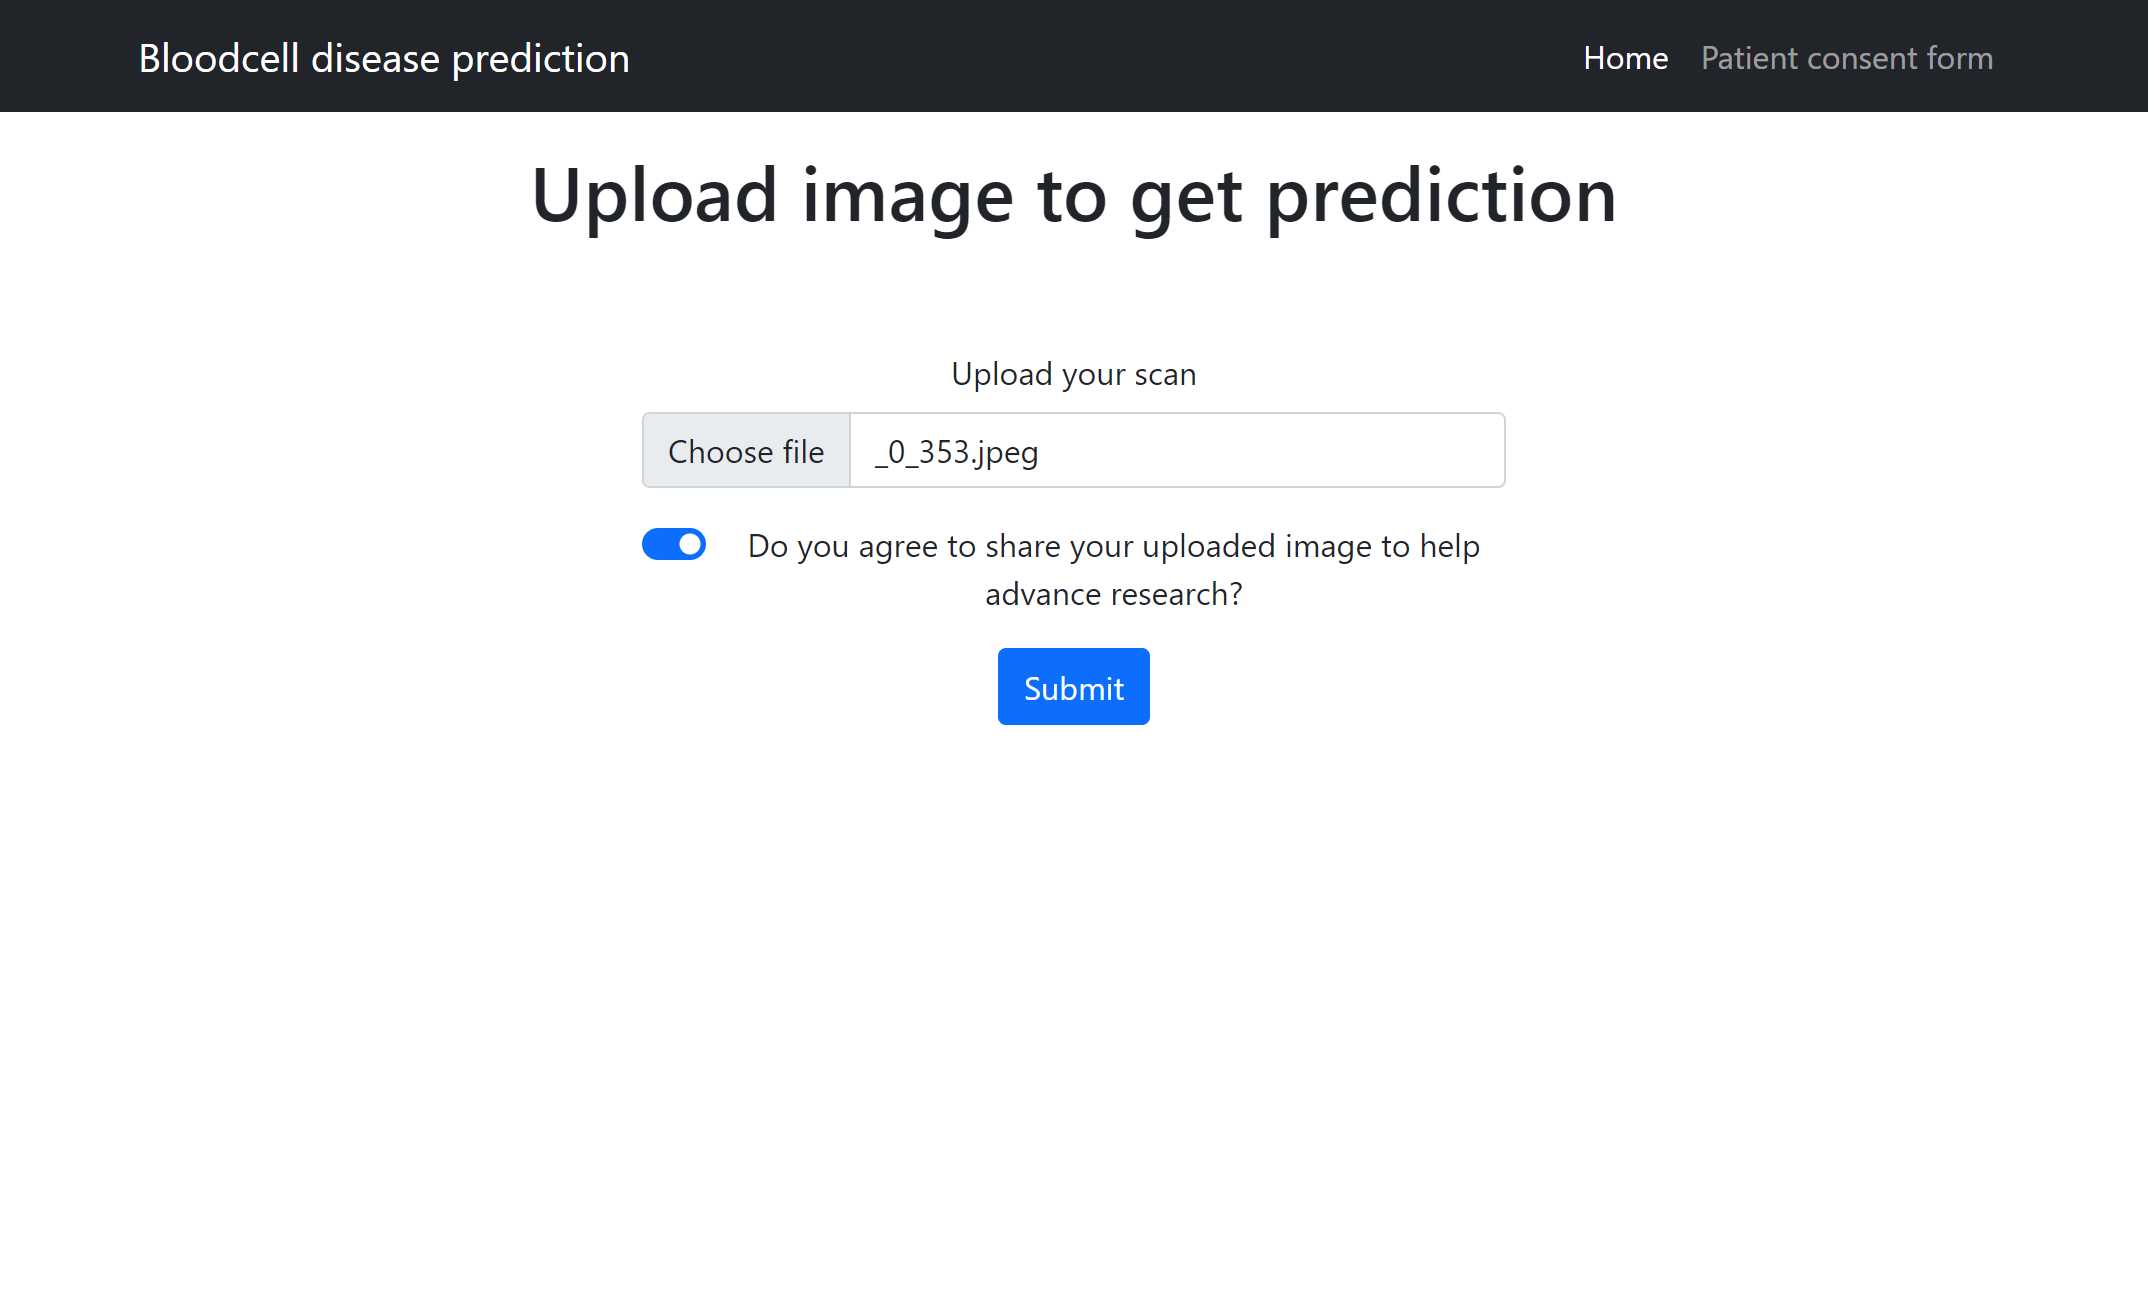 Bloodcell disease prediction
Home
Patient consent form
Upload image to get prediction
Upload your scan
Choose file
_0_353.jpeg
Do you agree to share your uploaded image to help
advance research?
Submit